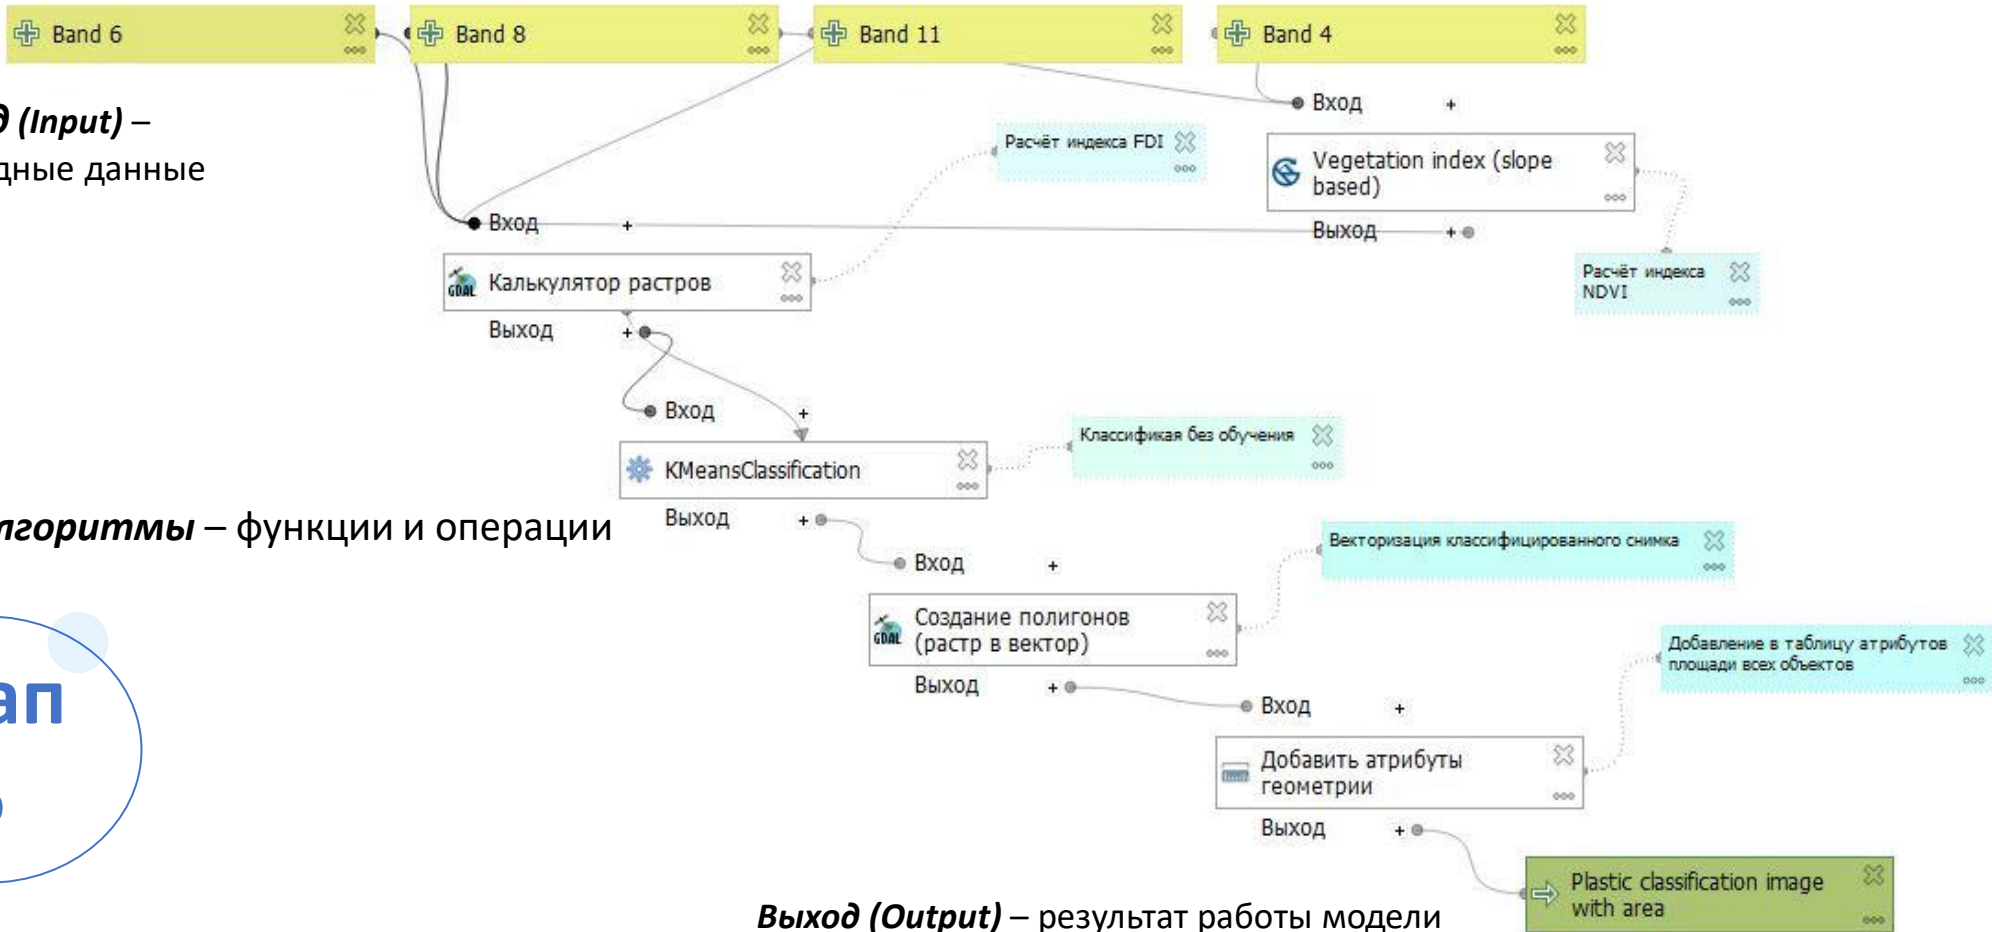 Band 6
Band 8
Band 11
Band 4
(Input) –
дные данные
Вход +
Расчёт индекса FDI
Vegetation index (slope
based)
Вход +
Выход +
Калькулятор растров
Расчёт индекса
NDVI
Выход +
Вход +
Классификая без обучения
KMeansClassification
лгоритмы – функции и операции
Выход +
Векторизация классифицированного снимка
Вход +
GDAL
Создание полигонов
(растр в вектор)
Добавление в таблицу атрибутов
площади всех объектов
ап
Выход +
Вход +
Добавить атрибуты
геометрии
Выход +
Plastic classification image
with area
Выход (Output) – результат работы модели